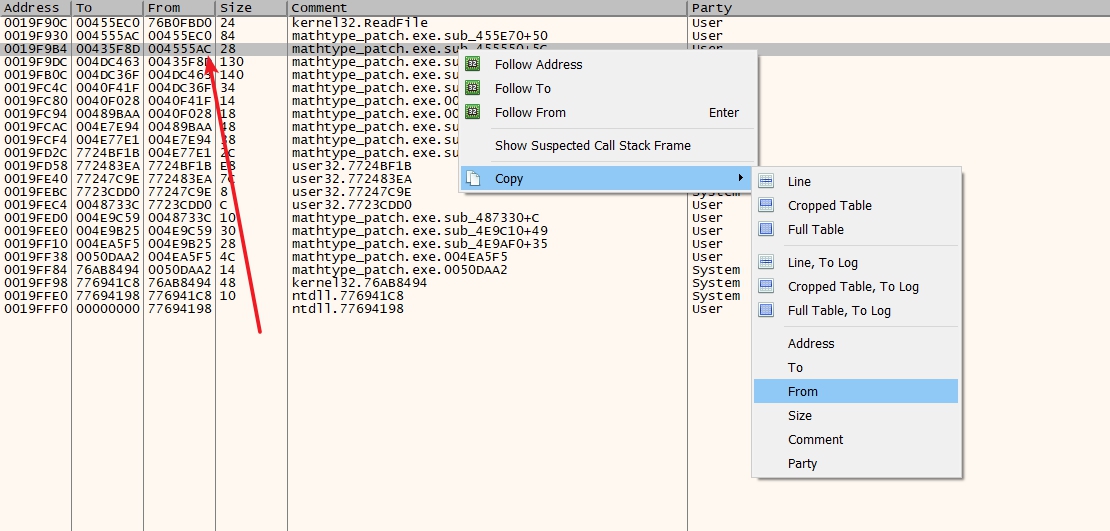 Address To From Size Comment Party
0019F90C 00455EC0 76B0FBD0 24 kernel32.ReadFile User
0019F930 004555AC 00455EC0 84 mathtype_patch.exe.sub_455E70+50 User
0019F9B4 00435F8D 004555AC 28 mathtype_patch.exe.sub_455550+5C User
0019F9DC 004DC463 00435F8D 130 mathtype_patch.exe.su
0019FB0C 004DC36F 004DC463 140 mathtype_patch.exe.su
0019FC4C 0040F41F 004DC36F 34 mathtype_patch.exe.su
0019FC80 0040F028 0040F41F 14 mathtype_patch.exe.00
0019FC94 00489BAA 0040F028 18 mathtype_patch.exe.00
0019FCAC 004E7E94 00489BAA 48 mathtype_patch.exe.su
0019FCF4 004E77E1 004E7E94 38 mathtype_patch.exe.su
0019FD2C 7724BF1B 004E77E1 2C mathtype_patch.exe.00
0019FD58 772483EA 7724BF1B E8 user32.7724BF1B
0019FE40 77247C9E 772483EA 7C user32.772483EA
0019FEBC 7723CDD0 77247C9E 8 user32.77247C9E System
0019FEC4 0048733C 7723CDD0 C user32.7723CDD0 User
0019FED0 004E9C59 0048733C 10 mathtype_patch.exe.sub_487330+C User
0019FEE0 004E9B25 004E9C59 30 mathtype_patch.exe.sub_4E9C10+49 User
0019FF10 004EA5F5 004E9B25 28 mathtype_patch.exe.sub_4E9AF0+35 User
0019FF38 0050DAA2 004EA5F5 4C mathtype_patch.exe.004EA5F5 User
0019FF84 76AB8494 0050DAA2 14 mathtype_patch.exe.0050DAA2 System
0019FF98 776941C8 76AB8494 48 kernel32.76AB8494 System
0019FFE0 77694198 776941C8 10 ntdll.776941C8 System
0019FFF0 00000000 77694198 ntdll.77694198 User
Follow Address
Follow To
Follow From Enter
Show Suspected Call Stack Frame
Copy
Line
Cropped Table
Full Table
Line, To Log
Cropped Table, To Log
Full Table, To Log
Address
To
From
Size
Comment
Party